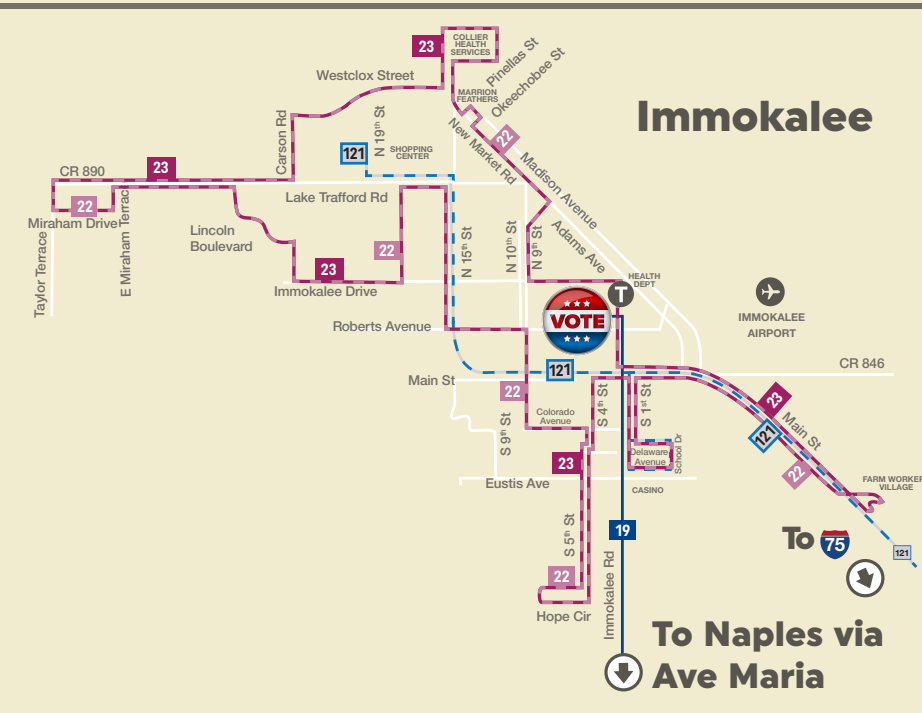 Immokalee
23
COLLIER
HEALTH
SERVICES
Pinellas St
Okeechobee St
Westclox Street
MARRION
FEATHERS
New Market Rd
22
Madison Avenue
Carson Rd
N 19th St
121
SHOPPING
CENTER
CR 890
23
22
Miraham Drive
Taylor Terrace
E Miraham Terrac
Lake Trafford Rd
Lincoln
Boulevard
22
23
Immokalee Drive
N 15th St
N 10th St
N 9th St
Adams Ave
HEALTH
DEPT
T
VOTE
IMMOKALEE
AIRPORT
Roberts Avenue
CR 846
Main St
121
22
S 9th St
Colorado
Avenue
S 4th St
S 1st St
23
Main St
121
22
23
Delaware
Avenue
School Dr
Eustis Ave
CASINO
FARM WORKER
VILLAGE
S 5th St
19
To
75
121
22
Hope Cir
Immokalee Rd
To Naples via
Ave Maria